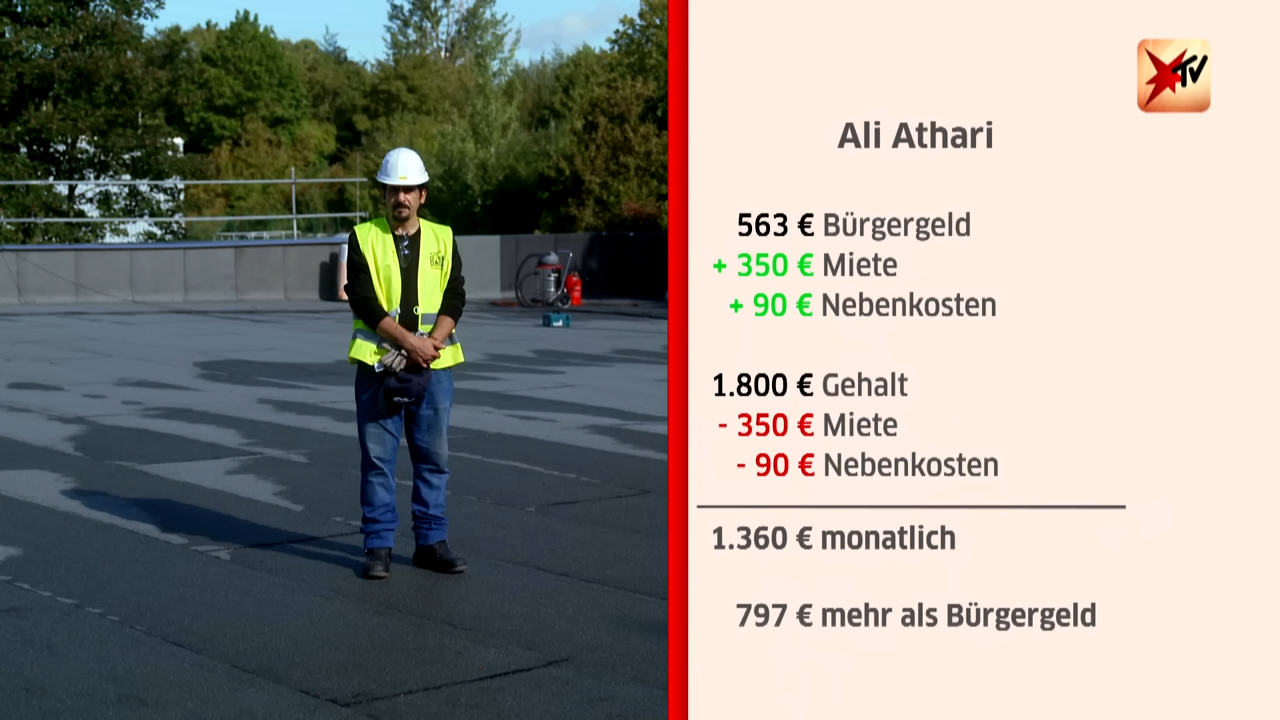 TV
Ali Athari
563 € Bürgergeld
+ 350 € Miete
+ 90 € Nebenkosten
1.800 € Gehalt
- 350 € Miete
- 90 € Nebenkosten
1.360 € monatlich
797 € mehr als Bürgergeld